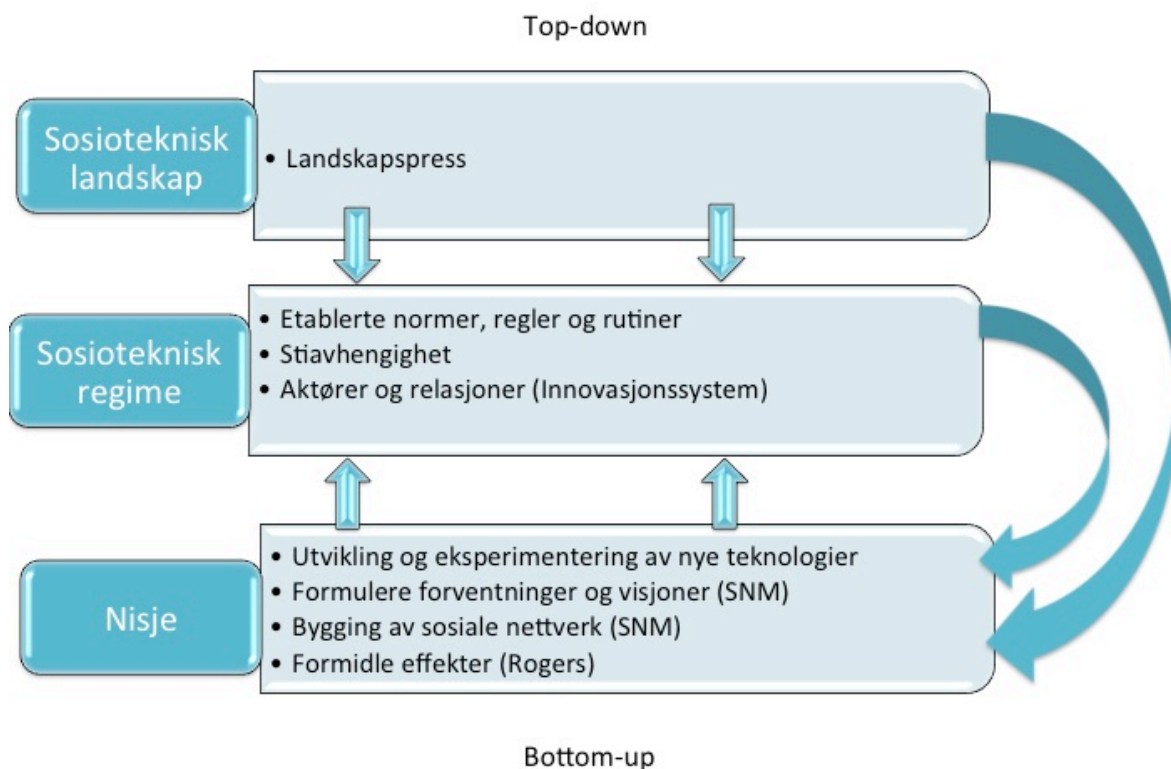 Top-down
Sosioteknisk
landskap
• Landskapspress
Sosioteknisk
regime
• Etablerte normer, regler og rutiner
• Stiavhengighet
• Aktører og relasjoner (Innovasjonssystem)
Nisje
• Utvikling og eksperimentering av nye teknologier
• Formulere forventninger og visjoner (SNM)
• Bygging av sosiale nettverk (SNM)
• Formidle effekter (Rogers)
Bottom-up